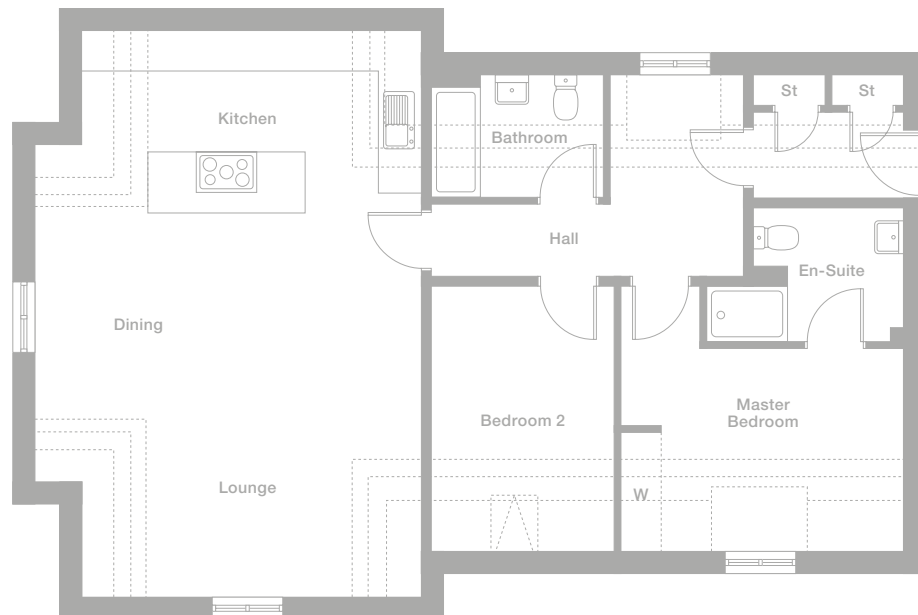 St
St
Kitchen
Bathroom
Hall
En-Suite
Dining
Master
Bedroom
Bedroom 2
Lounge
W